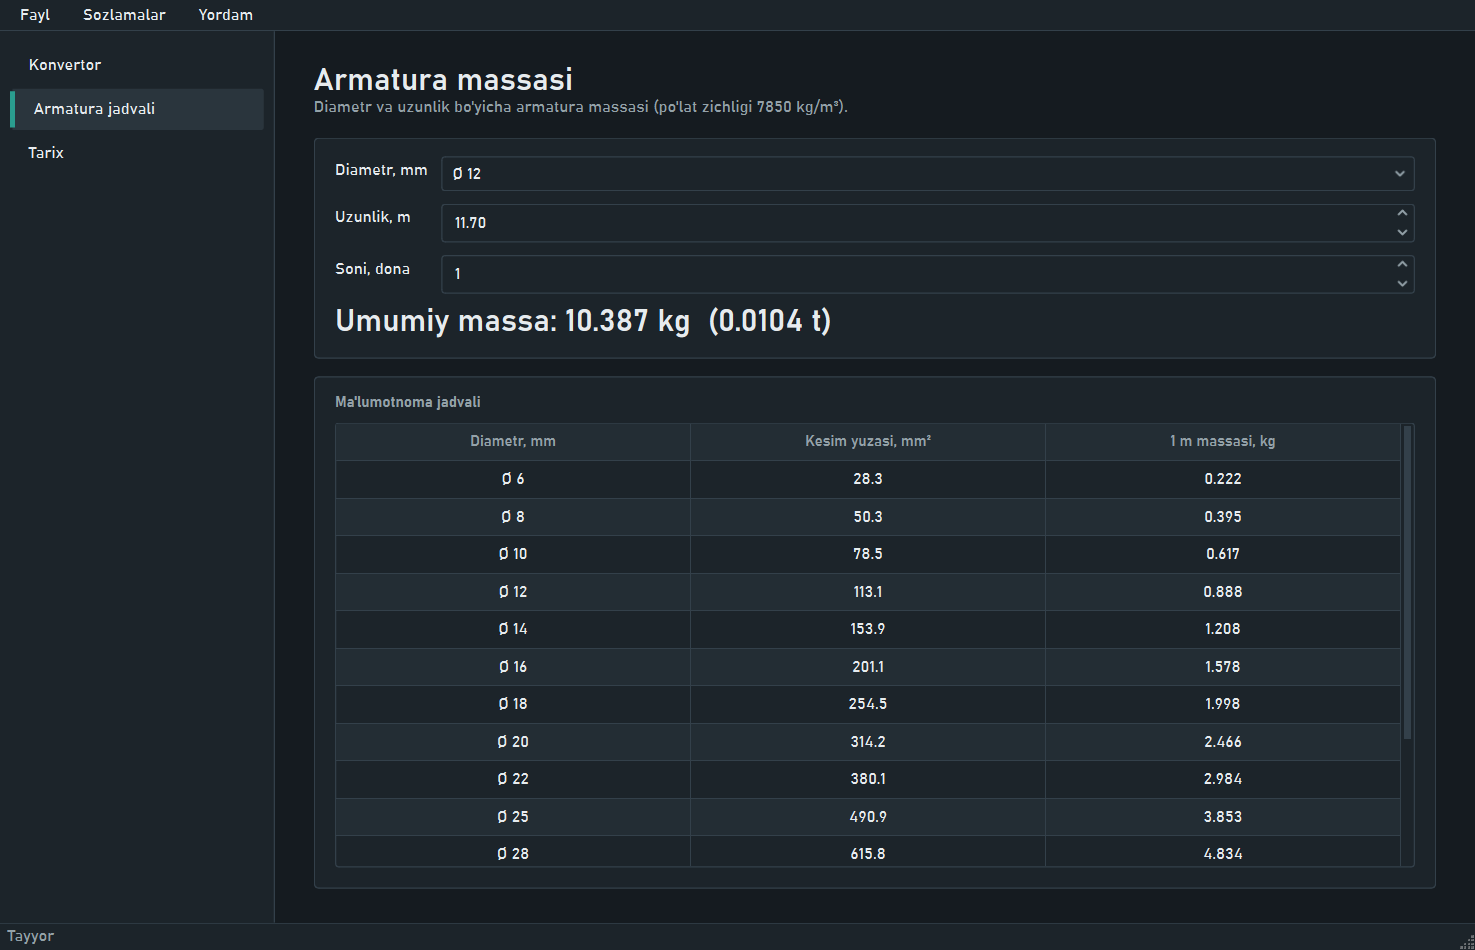 Fayl Sozlamalar Yordam
Konvertor
Armatura jadvali
Tarix
Armatura massasi
Diametr va uzunlik bo'yicha armatura massasi (po'lat zichligi 7850 kg/m³).
Diametr, mm Ø 12
Uzunlik, m 11.70
Soni, dona 1
Umumiy massa: 10.387 kg (0.0104 t)
Ma'lumotnoma jadvali
Diametr, mm Kesim yuzasi, mm² 1 m massasi, kg
Ø 6 28.3 0.222
Ø 8 50.3 0.395
Ø 10 78.5 0.617
Ø 12 113.1 0.888
Ø 14 153.9 1.208
Ø 16 201.1 1.578
Ø 18 254.5 1.998
Ø 20 314.2 2.466
Ø 22 380.1 2.984
Ø 25 490.9 3.853
Ø 28 615.8 4.834
Tayyor